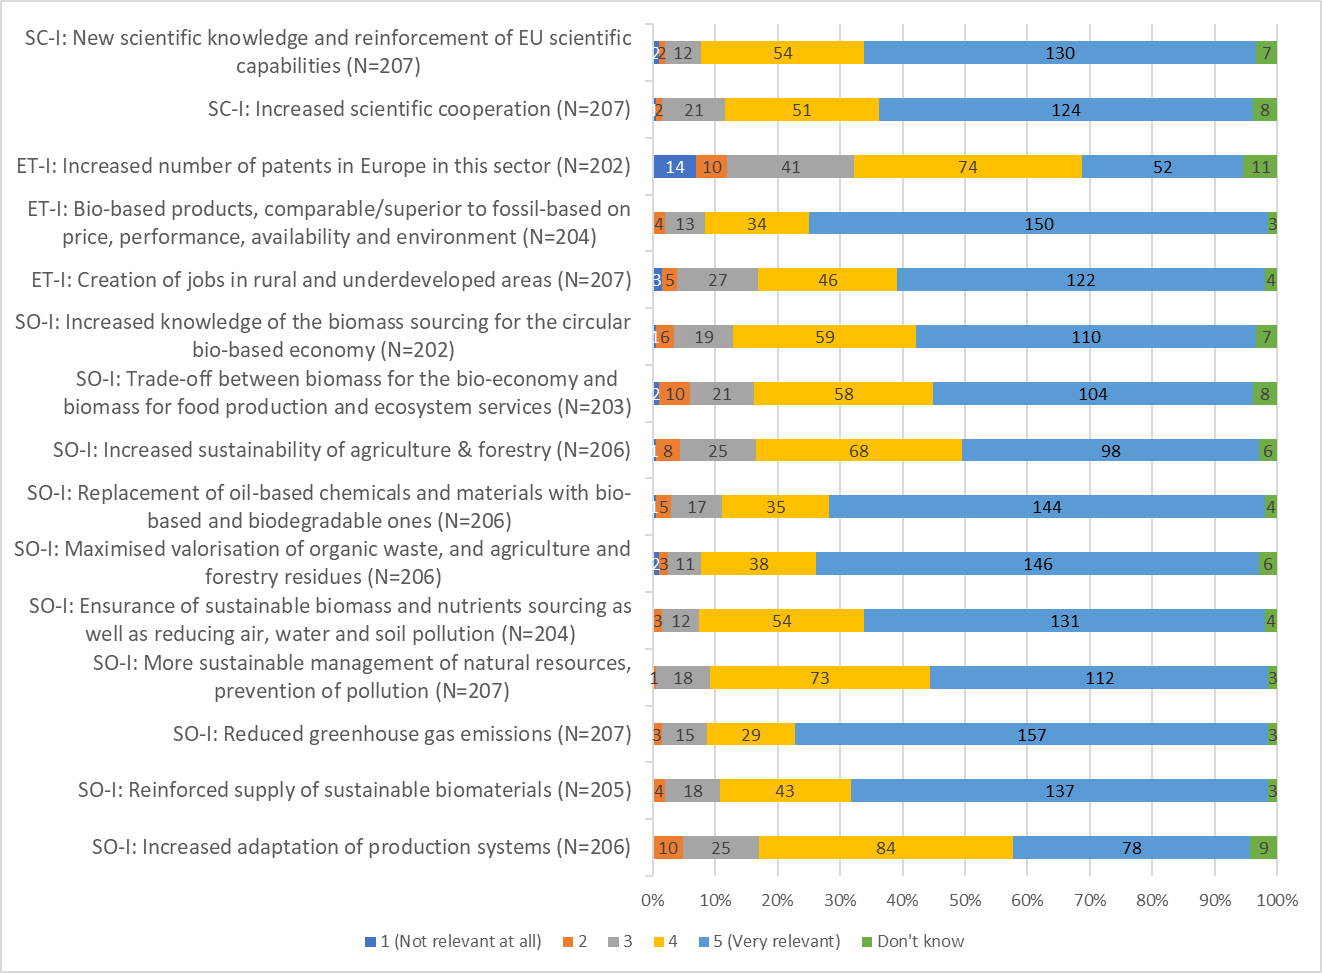 SC-I: New scientific knowledge and reinforcement of EU scientific
capabilities (N=207)
2 2 12 54 130 7
SC-I: Increased scientific cooperation (N=207)
1 2 21 51 124 8
ET-I: Increased number of patents in Europe in this sector (N=202)
14 10 41 74 52 11
ET-I: Bio-based products, comparable/superior to fossil-based on
price, performance, availability and environment (N=204)
4 13 34 150 3
ET-I: Creation of jobs in rural and underdeveloped areas (N=207)
3 5 27 46 122 4
SO-I: Increased knowledge of the biomass sourcing for the circular
bio-based economy (N=202)
1 6 19 59 110 7
SO-I: Trade-off between biomass for the bio-economy and
biomass for food production and ecosystem services (N=203)
2 10 21 58 104 8
SO-I: Increased sustainability of agriculture & forestry (N=206)
1 8 25 68 98 6
SO-I: Replacement of oil-based chemicals and materials with bio-
based and biodegradable ones (N=206)
1 5 17 35 144 4
SO-I: Maximised valorisation of organic waste, and agriculture and
forestry residues (N=206)
2 3 11 38 146 6
SO-I: Ensurance of sustainable biomass and nutrients sourcing as
well as reducing air, water and soil pollution (N=204)
3 12 54 131 4
SO-I: More sustainable management of natural resources,
prevention of pollution (N=207)
1 18 73 112 3
SO-I: Reduced greenhouse gas emissions (N=207)
3 15 29 157 3
SO-I: Reinforced supply of sustainable biomaterials (N=205)
4 18 43 137 3
SO-I: Increased adaptation of production systems (N=206)
10 25 84 78 9
0% 10% 20% 30% 40% 50% 60% 70% 80% 90% 100%
1 (Not relevant at all) 2 3 4 5 (Very relevant) Don't know